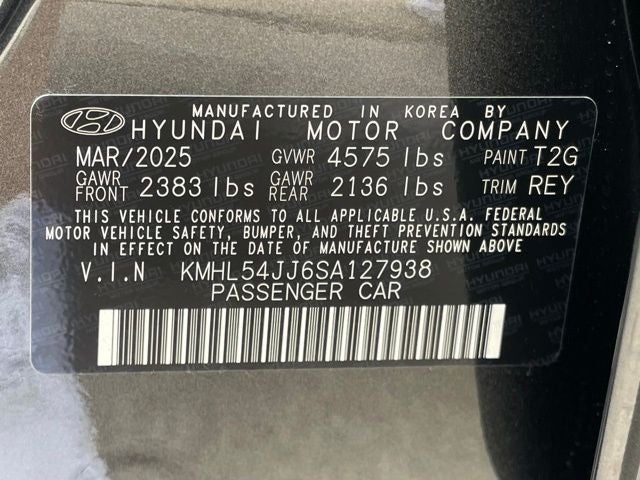 MANUFACTURED IN KOREA BY
HYUNDAI MOTOR COMPANY
MAR/2025 GVWR 4575 lbs PAINT T2G
GAWR FRONT 2383 lbs GAWR REAR 2136 lbs TRIM REY
THIS VEHICLE CONFORMS TO ALL APPLICABLE U.S.A. FEDERAL
MOTOR VEHICLE SAFETY, BUMPER, AND THEFT PREVENTION STANDARDS
IN EFFECT ON THE DATE OF MANUFACTURE SHOWN ABOVE
V.I.N KMHL54JJ6SA127938
PASSENGER CAR